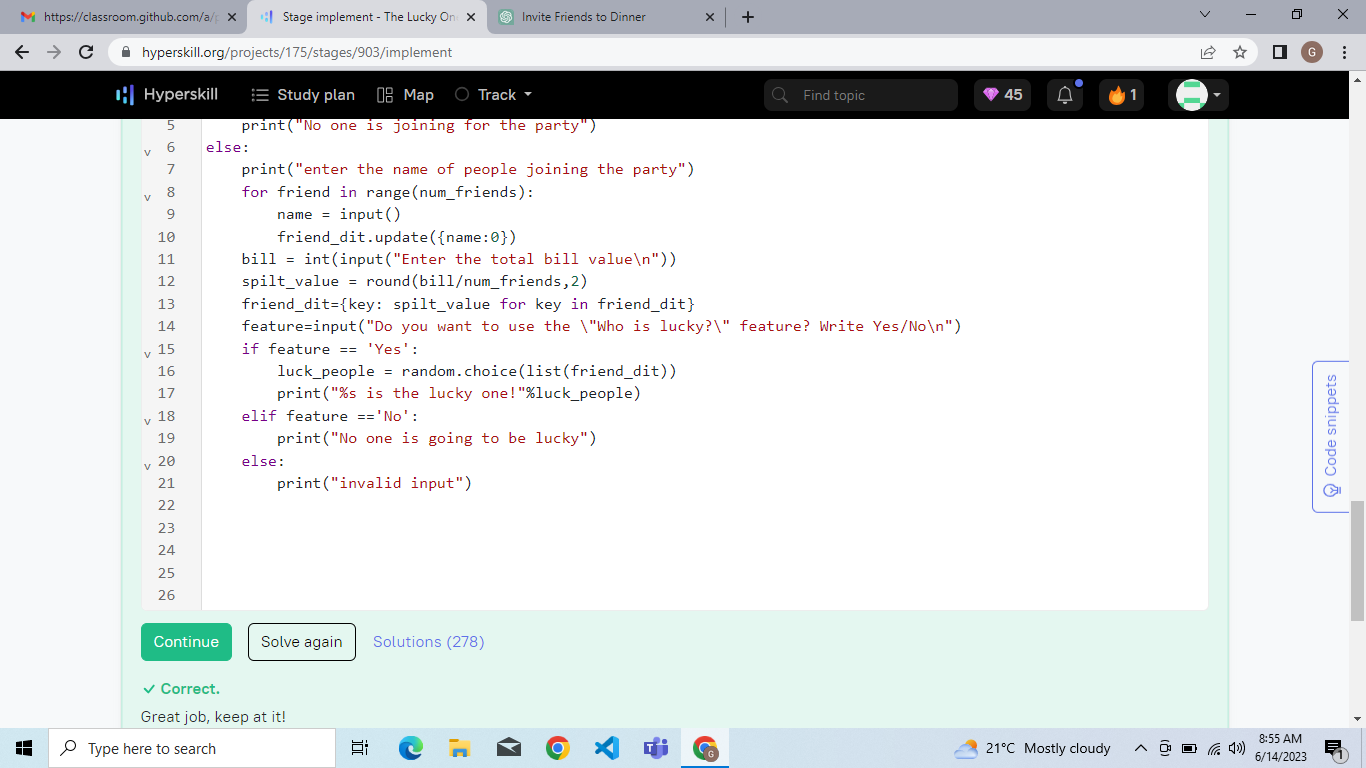 https://classroom.github.com/a/p
Stage implement - The Lucky On
Invite Friends to Dinner
hyperskill.org/projects/175/stages/903/implement
G
Hyperskill
Study plan
Map
Track
Find topic
45
1
5 print("No one is joining for the party")
6 else:
7 print("enter the name of people joining the party")
8 for friend in range(num_friends):
9 name = input()
10 friend_dit.update({name:0})
11 bill = int(input("Enter the total bill value\n"))
12 spilt_value = round(bill/num_friends,2)
13 friend_dit={key: spilt_value for key in friend_dit}
14 feature=input("Do you want to use the \"Who is lucky?\" feature? Write Yes/No\n")
15 if feature == 'Yes':
16 luck_people = random.choice(list(friend_dit))
17 print("%s is the lucky one!"%luck_people)
18 elif feature =='No':
19 print("No one is going to be lucky")
20 else:
21 print("invalid input")
22
23
24
25
26
Code snippets
Continue
Solve again
Solutions (278)
Correct.
Great job, keep at it!
Type here to search
G
21°C Mostly cloudy
8:55 AM
6/14/2023
1